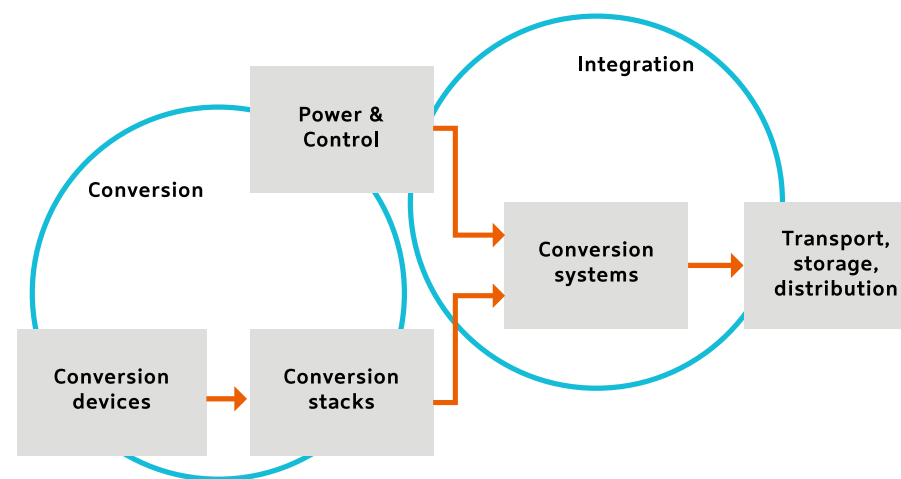 Integration
Power &
Control
Conversion
Conversion
systems
Transport,
storage,
distribution
Conversion
devices
Conversion
stacks